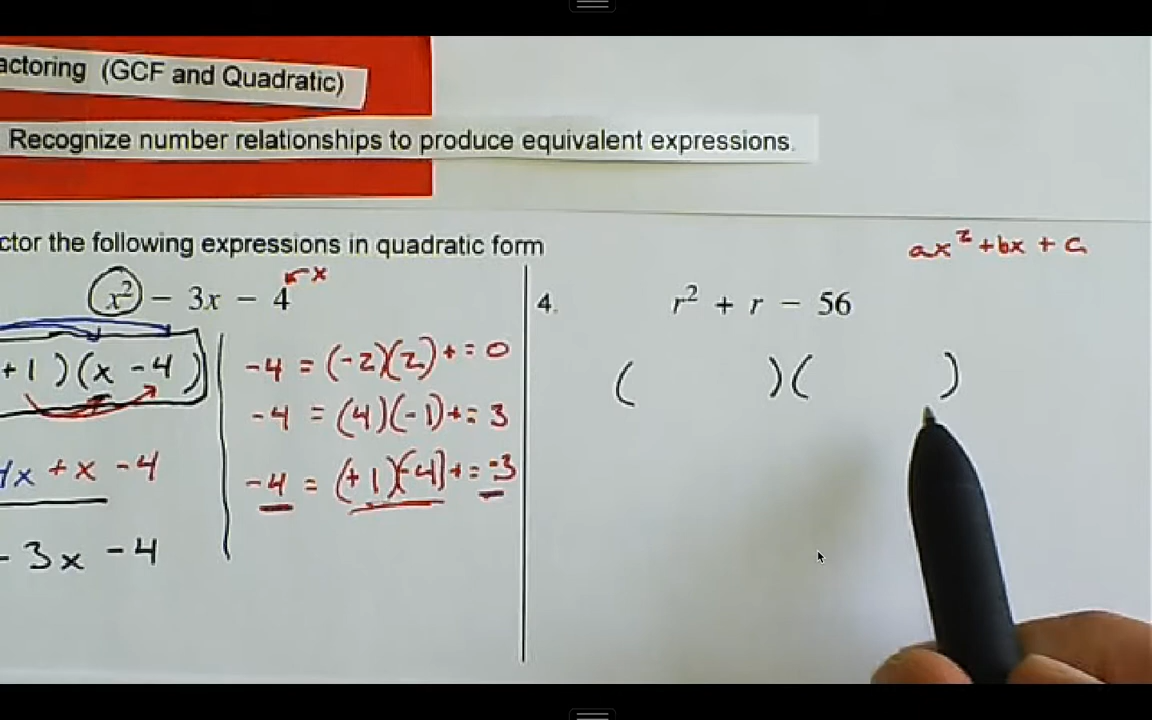 actoring (GCF and Quadratic)
Recognize number relationships to produce equivalent expressions.
ctor the following expressions in quadratic form
ax² + bx + c
x² − 3x − 4 x
+1)(x −4)
-4 = (-2)(2) + = 0
-4 = (4)(-1) + = 3
-4 = (+1)(-4) + = -3
4x + x -4
- 3x -4
4. r² + r − 56
( )( )